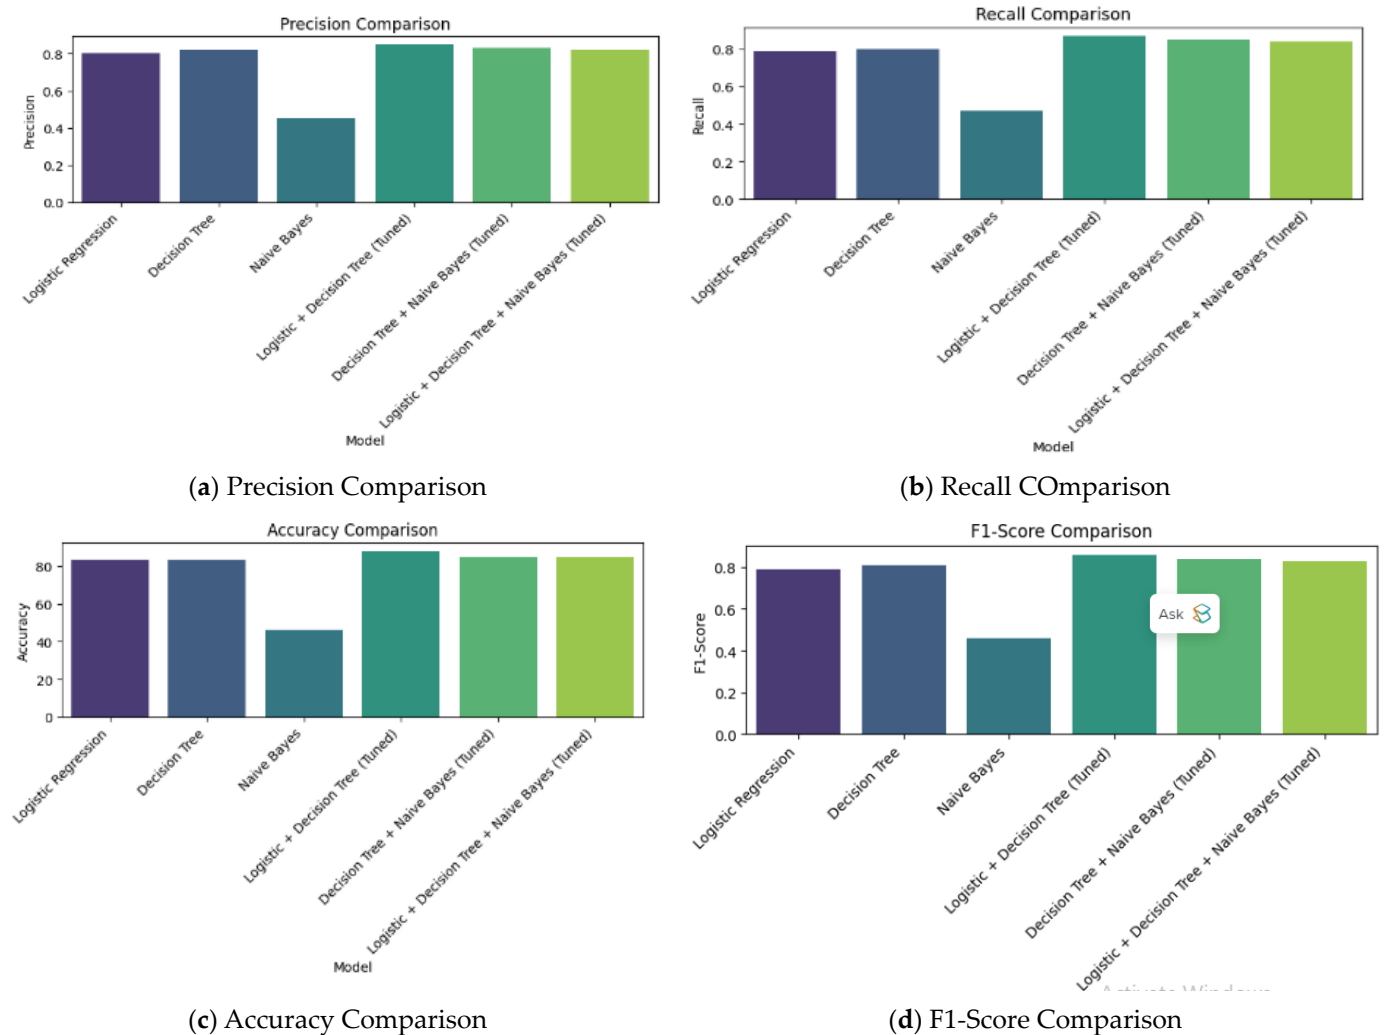 Precision Comparison
Precision
0.8
0.6
0.4
0.2
0.0
Logistic Regression
Decision Tree
Naive Bayes
Logistic + Decision Tree (Tuned)
Decision Tree + Naive Bayes (Tuned)
Logistic + Decision Tree + Naive Bayes (Tuned)
Model
(a) Precision Comparison
Recall Comparison
Recall
0.8
0.6
0.4
0.2
0.0
Logistic Regression
Decision Tree
Naive Bayes
Logistic + Decision Tree (Tuned)
Decision Tree + Naive Bayes (Tuned)
Logistic + Decision Tree + Naive Bayes (Tuned)
Model
(b) Recall COmparison
Accuracy Comparison
Accuracy
80
60
40
20
0
Logistic Regression
Decision Tree
Naive Bayes
Logistic + Decision Tree (Tuned)
Decision Tree + Naive Bayes (Tuned)
Logistic + Decision Tree + Naive Bayes (Tuned)
Model
(c) Accuracy Comparison
F1-Score Comparison
F1-Score
0.8
0.6
0.4
0.2
0.0
Ask
Logistic Regression
Decision Tree
Naive Bayes
Logistic + Decision Tree (Tuned)
Decision Tree + Naive Bayes (Tuned)
Logistic + Decision Tree + Naive Bayes (Tuned)
Activate Windows
(d) F1-Score Comparison